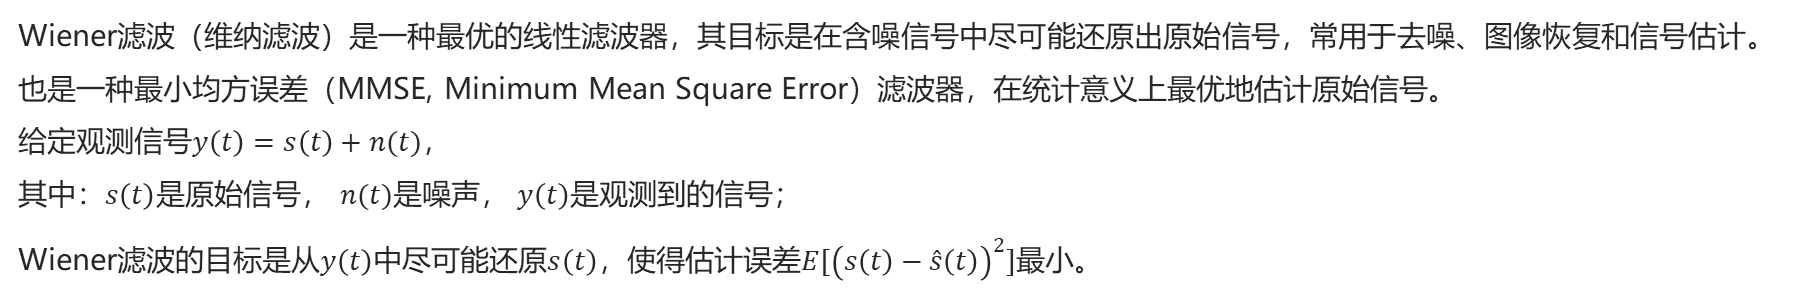 Wiener滤波（维纳滤波）是一种最优的线性滤波器，其目标是在含噪信号中尽可能还原出原始信号，常用于去噪、图像恢复和信号估计。
也是一种最小均方误差（MMSE, Minimum Mean Square Error）滤波器，在统计意义上最优地估计原始信号。
给定观测信号y(t) = s(t) + n(t)，
其中：s(t)是原始信号， n(t)是噪声， y(t)是观测到的信号；
Wiener滤波的目标是从y(t)中尽可能还原s(t)，使得估计误差E[(s(t) − ŝ(t))²]最小。